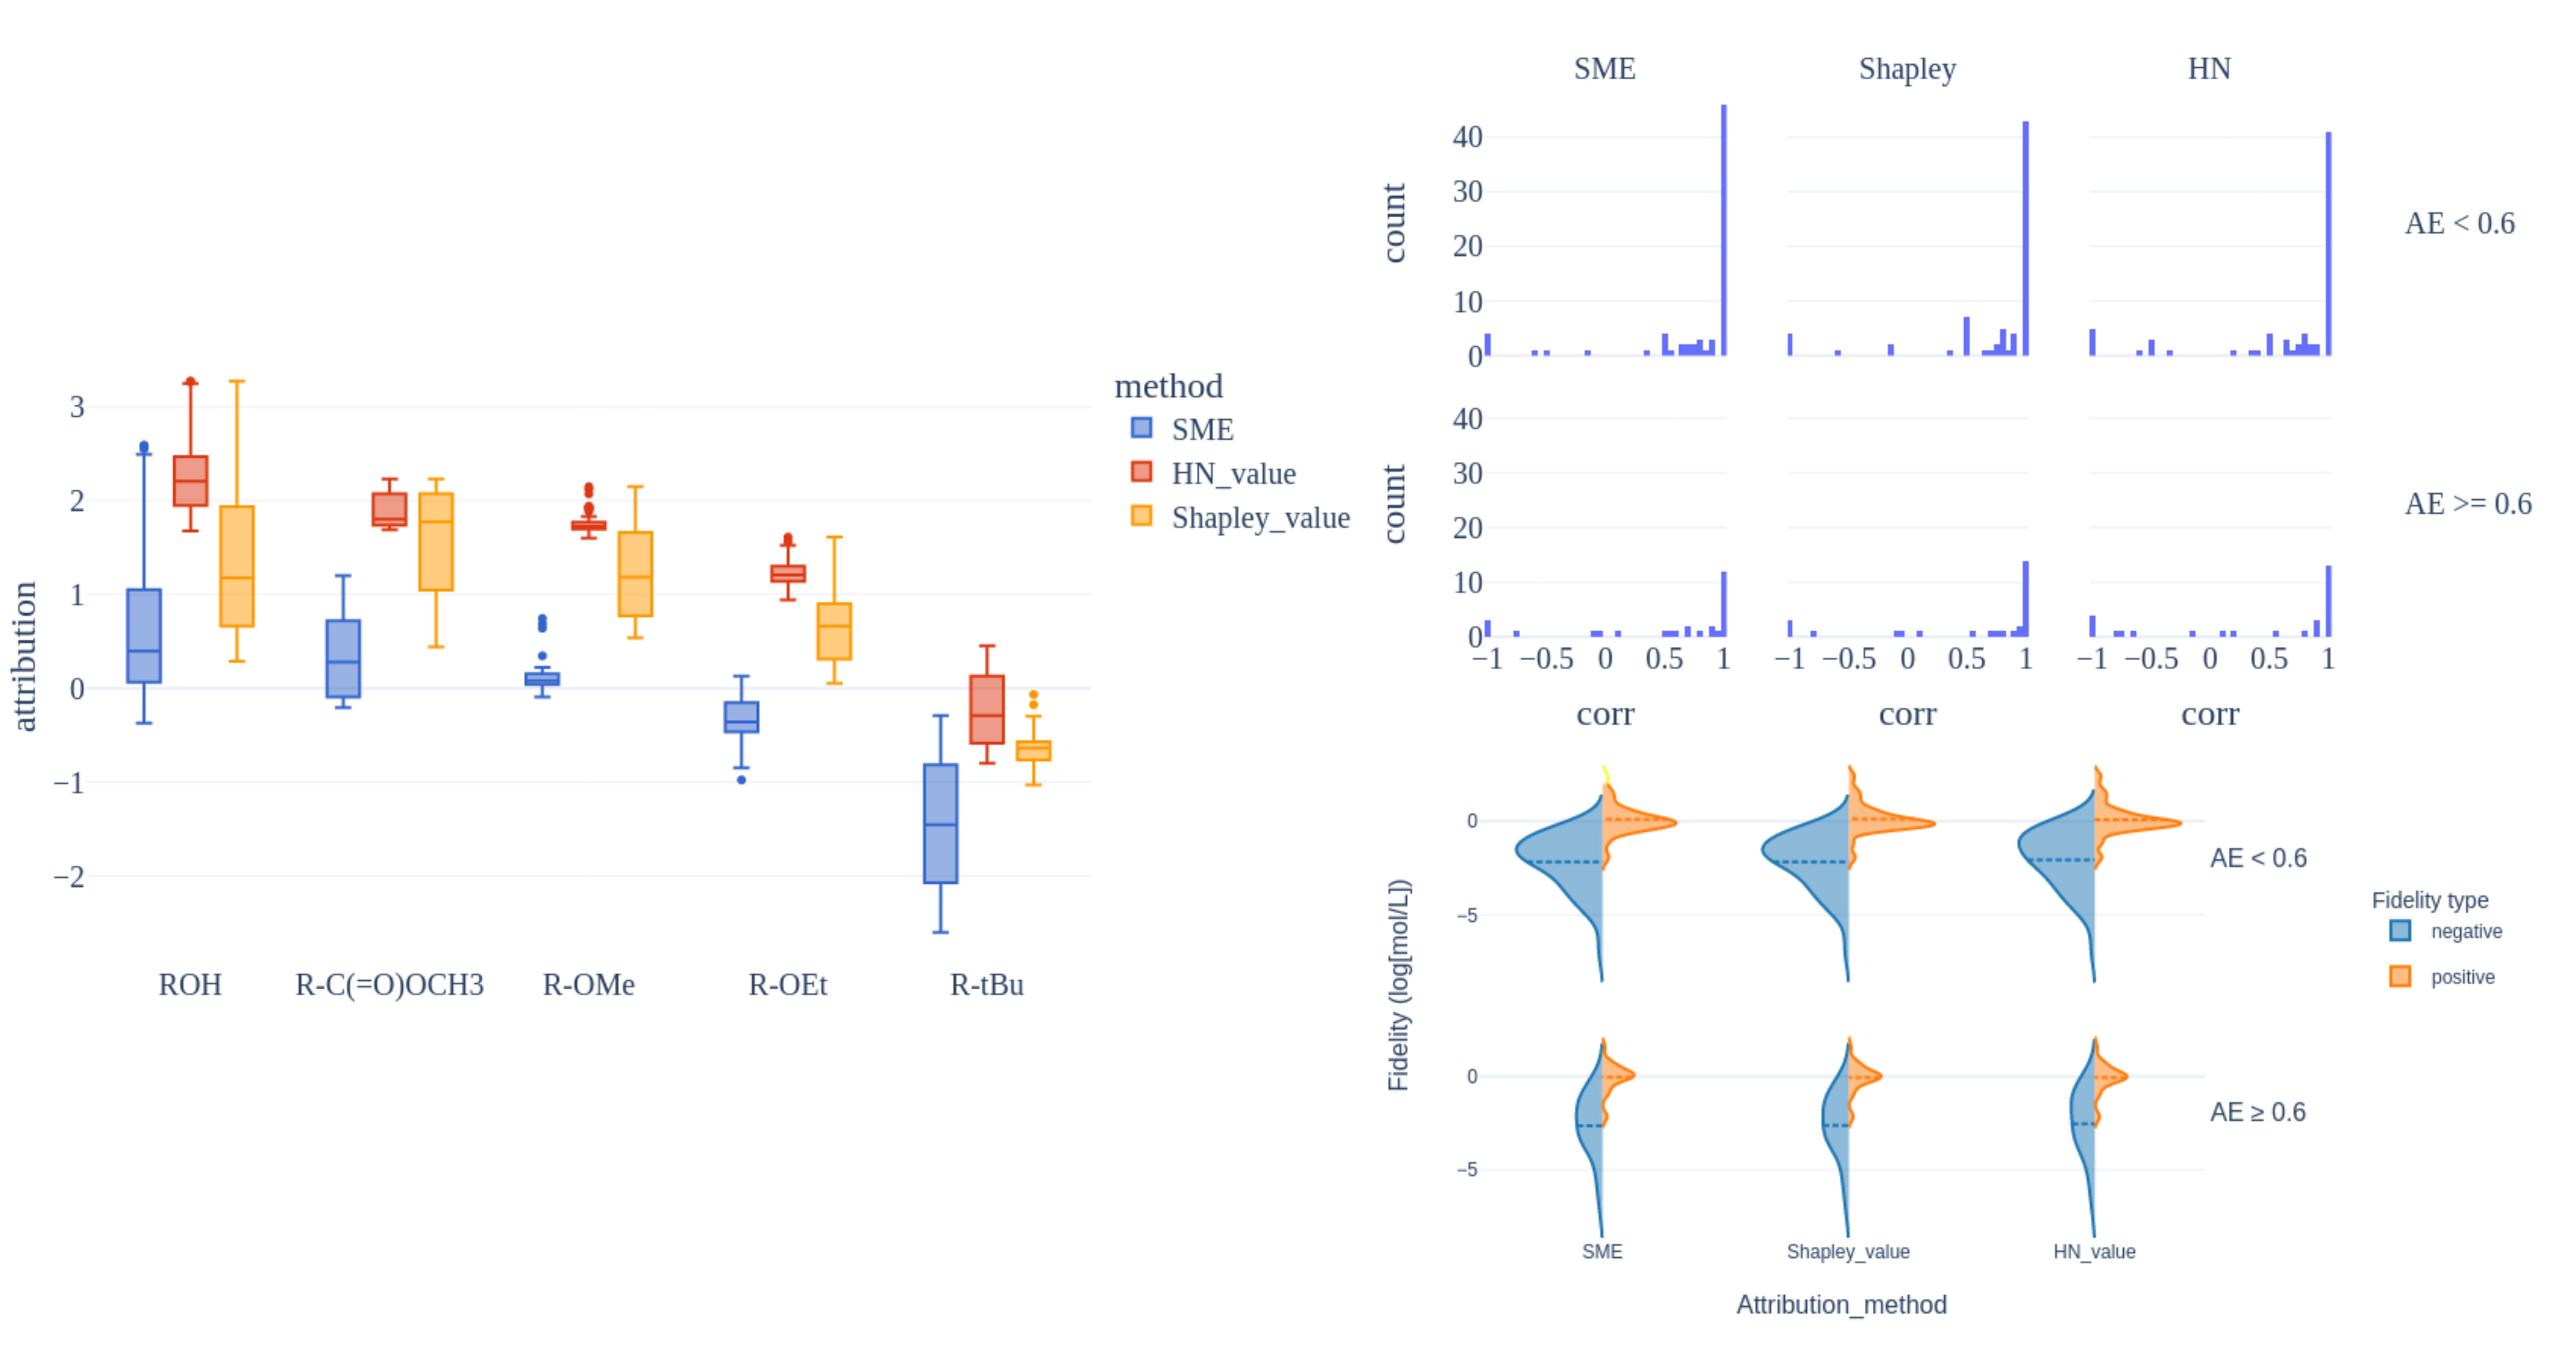 3
2
1
0
−1
−2
attribution
ROH
R-C(=O)OCH3
R-OMe
R-OEt
R-tBu
method
SME
HN_value
Shapley_value
SME
Shapley
HN
40
30
20
10
0
count
AE < 0.6
40
30
20
10
0
count
AE >= 0.6
−1 −0.5 0 0.5 1
−1 −0.5 0 0.5 1
−1 −0.5 0 0.5 1
corr
corr
corr
0
−5
AE < 0.6
0
−5
AE ≥ 0.6
Fidelity (log[mol/L])
SME
Shapley_value
HN_value
Attribution_method
Fidelity type
negative
positive